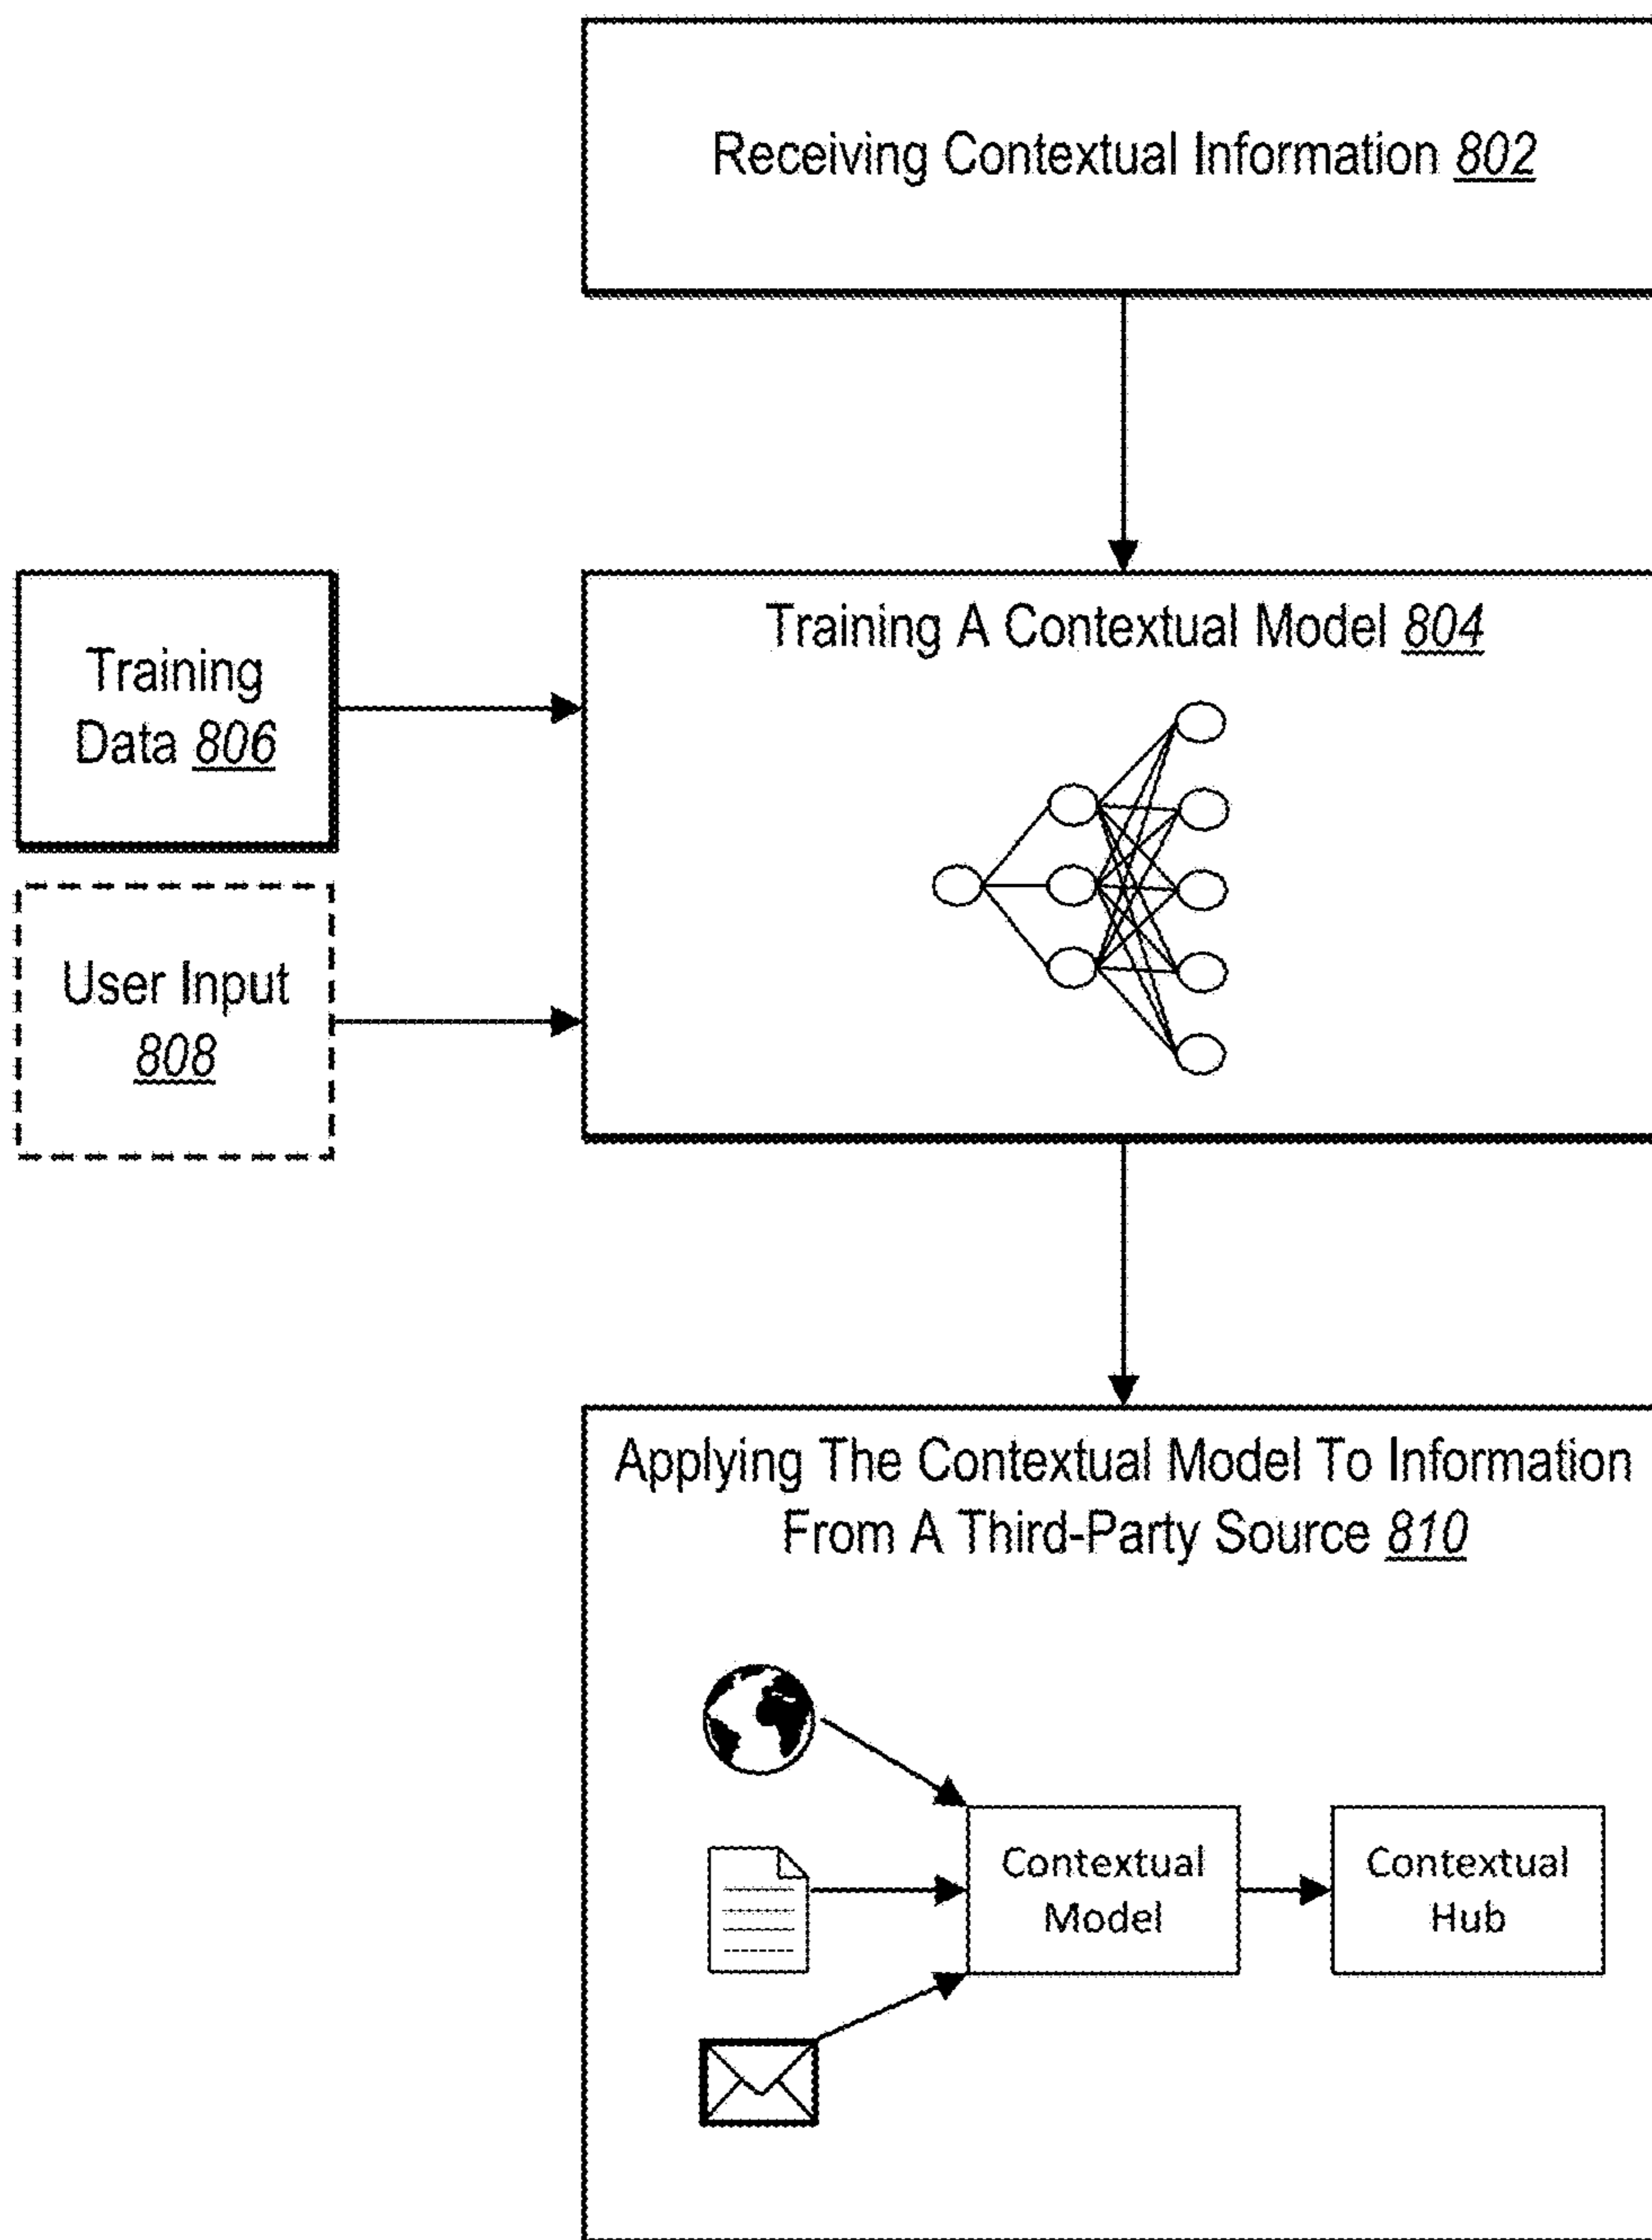 Receiving Contextual Information 802
Training A Contextual Model 804
Training
Data 806
User Input
808
Applying The Contextual Model To Information
From A Third-Party Source 810
Contextual
Model
Contextual
Hub